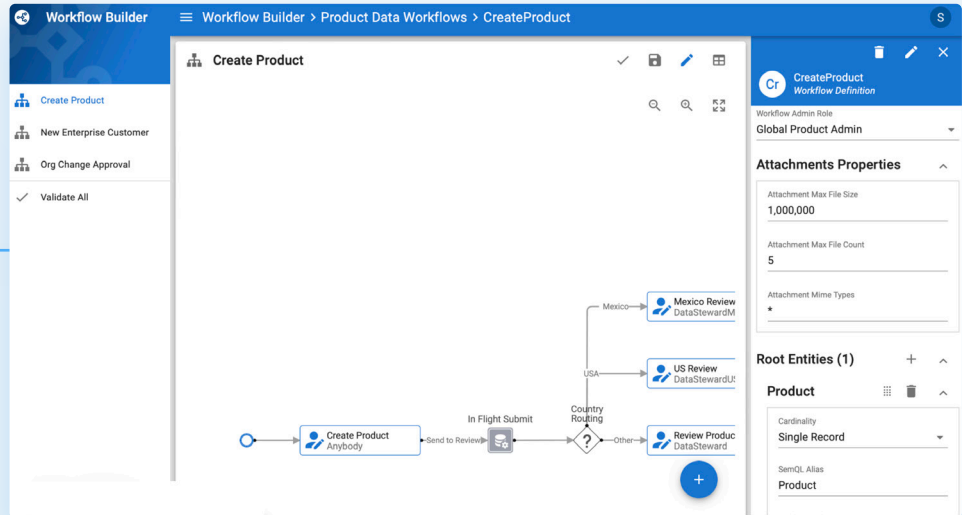 Workflow Builder
Workflow Builder > Product Data Workflows > CreateProduct
S
Create Product
New Enterprise Customer
Org Change Approval
Validate All
Create Product
Mexico
Mexico Review
DataStewardM
USA
US Review
DataStewardUS
Country
Routing
In Flight Submit
Create Product
Anybody
Send to Review
?
Other
Review Produc
DataSteward
+
Cr
CreateProduct
Workflow Definition
Workflow Admin Role
Global Product Admin
Attachments Properties
Attachment Max File Size
1,000,000
Attachment Max File Count
5
Attachment Mime Types
*
Root Entities (1)
+
Product
Cardinality
Single Record
SemQL Alias
Product